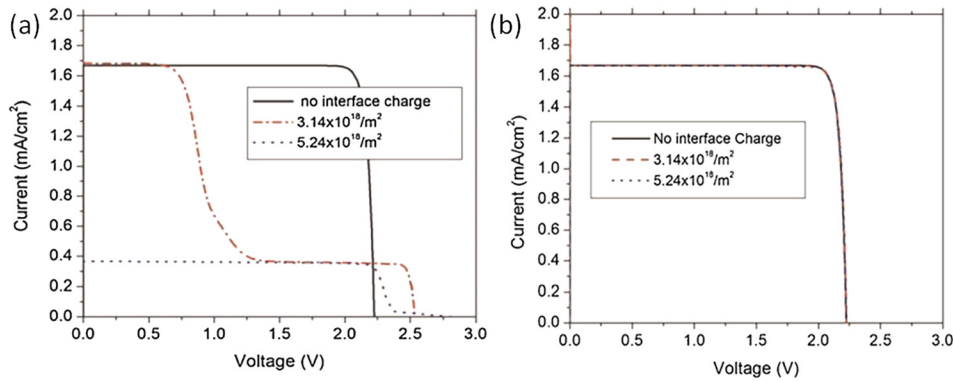 (a)
2.0
1.8
1.6
1.4
1.2
1.0
0.8
0.6
0.4
0.2
0.0
Current (mA/cm²)
no interface charge
3.14x10¹⁸/m²
5.24x10¹⁸/m²
0.0 0.5 1.0 1.5 2.0 2.5 3.0
Voltage (V)
(b)
2.0
1.8
1.6
1.4
1.2
1.0
0.8
0.6
0.4
0.2
0.0
Current (mA/cm²)
No interface Charge
3.14x10¹⁸/m²
5.24x10¹⁸/m²
0.0 0.5 1.0 1.5 2.0 2.5 3.0
Voltage (V)